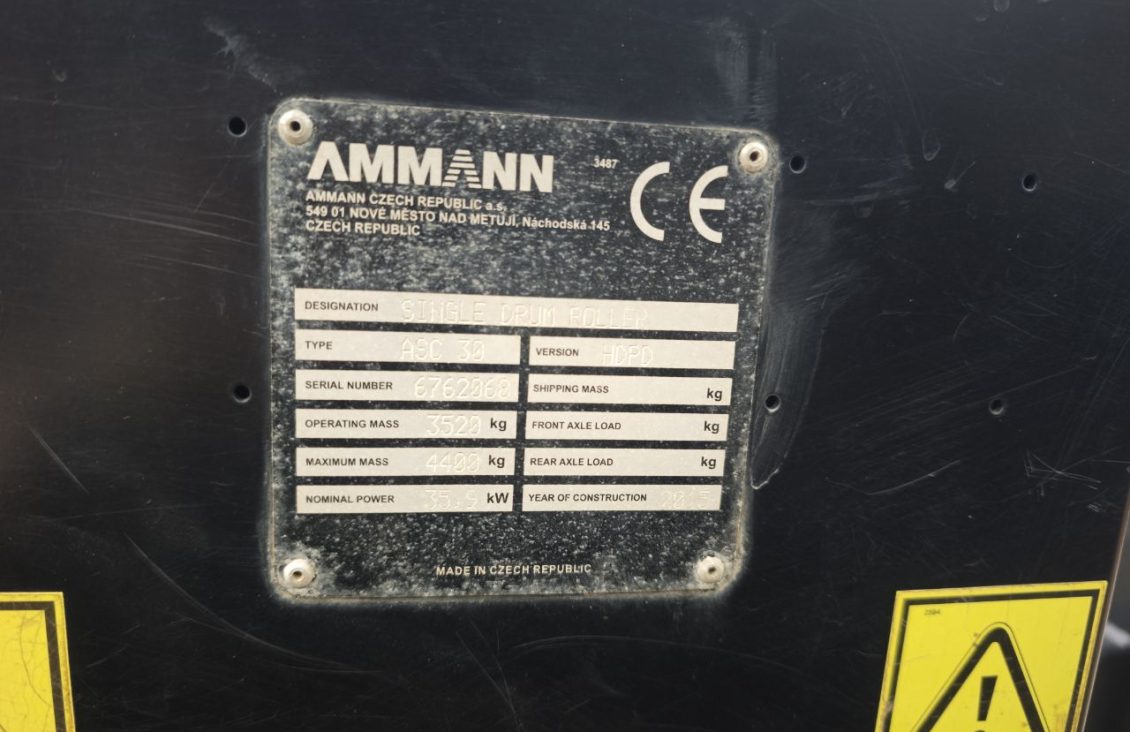 AMMANN
3487
CE
AMMANN CZECH REPUBLIC a.s.
549 01 NOVÉ MĚSTO NAD METUJÍ, Náchodská 145
CZECH REPUBLIC
DESIGNATION SINGLE DRUM ROLLER
TYPE ASC 30 VERSION HDPD
SERIAL NUMBER 6762068 SHIPPING MASS kg
OPERATING MASS 3520 kg FRONT AXLE LOAD kg
MAXIMUM MASS 4400 kg REAR AXLE LOAD kg
NOMINAL POWER 35.9 kW YEAR OF CONSTRUCTION 2015
MADE IN CZECH REPUBLIC